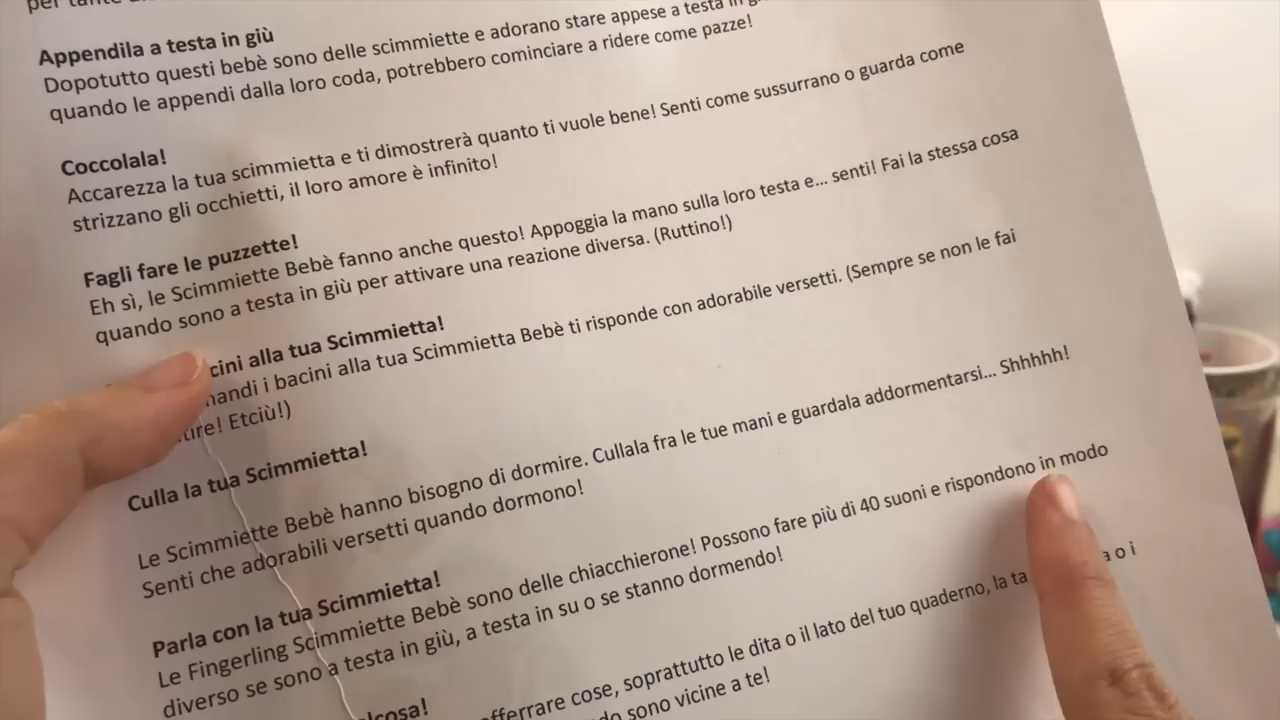 per
Appendila a testa in giù
Dopotutto questi bebè sono delle scimmiette e adorano stare appese a testa in
quando le appendi dalla loro coda, potrebbero cominciare a ridere come pazze!
Coccolala!
Accarezza la tua scimmietta e ti dimostrerà quanto ti vuole bene! Senti come sussurrano o guarda come
strizzano gli occhietti, il loro amore è infinito!
Fagli fare le puzzette!
Eh sì, le Scimmiette Bebè fanno anche questo! Appoggia la mano sulla loro testa e... senti! Fai la stessa cosa
quando sono a testa in giù per attivare una reazione diversa. (Ruttino!)
cini alla tua Scimmietta!
mandi i bacini alla tua Scimmietta Bebè ti risponde con adorabile versetti. (Sempre se non le fai
tire! Etciù!)
Culla la tua Scimmietta!
Le Scimmiette Bebè hanno bisogno di dormire. Cullala fra le tue mani e guardala addormentarsi... Shhhhh!
Senti che adorabili versetti quando dormono!
Parla con la tua Scimmietta!
Le Fingerling Scimmiette Bebè sono delle chiacchierone! Possono fare più di 40 suoni e rispondono in modo
diverso se sono a testa in giù, a testa in su o se stanno dormendo!
lcosa!
afferrare cose, soprattutto le dita o il lato del tuo quaderno, la ta a o i
do sono vicine a te!